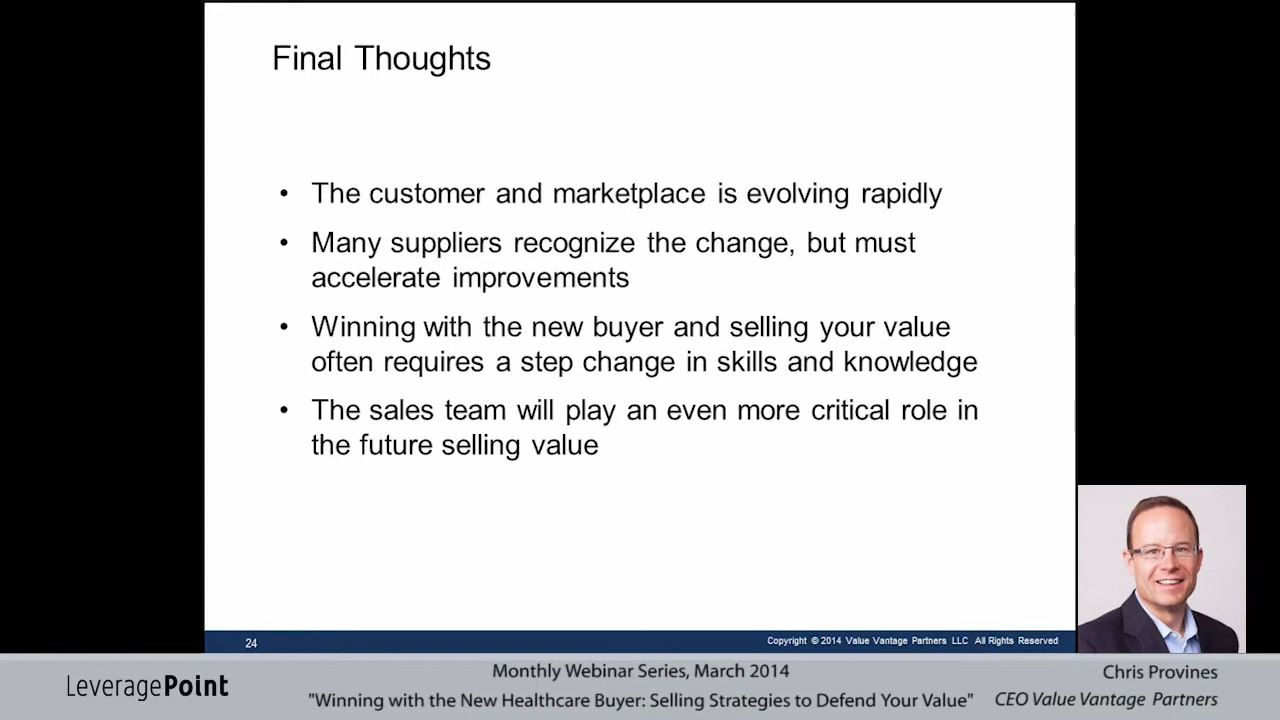 Final Thoughts
• The customer and marketplace is evolving rapidly
• Many suppliers recognize the change, but must
accelerate improvements
• Winning with the new buyer and selling your value
often requires a step change in skills and knowledge
• The sales team will play an even more critical role in
the future selling value
24
Copyright © 2014 Value Vantage Partners LLC All Rights Reserved
LeveragePoint
Monthly Webinar Series, March 2014
"Winning with the New Healthcare Buyer: Selling Strategies to Defend Your Value"
Chris Provines
CEO Value Vantage Partners